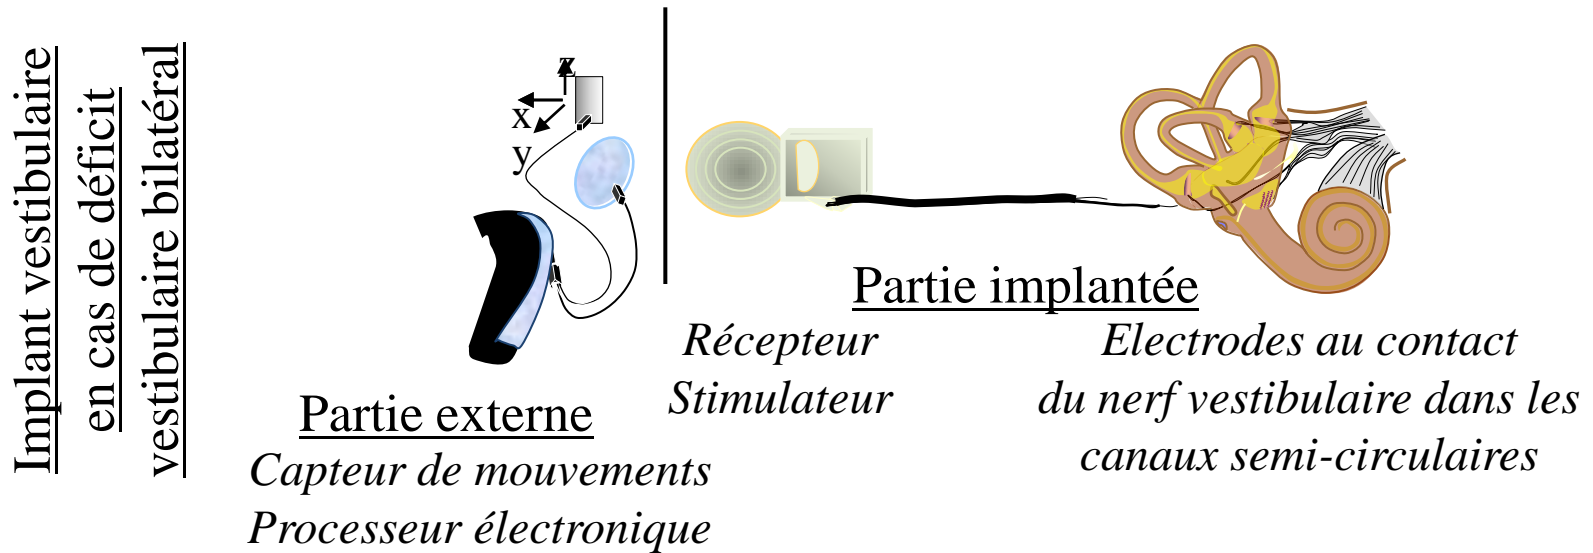 Implant vestibulaire
en cas de déficit
vestibulaire bilatéral
z
x
y
Partie externe
Capteur de mouvements
Processeur électronique
Partie implantée
Récepteur
Stimulateur
Electrodes au contact
du nerf vestibulaire dans les
canaux semi-circulaires